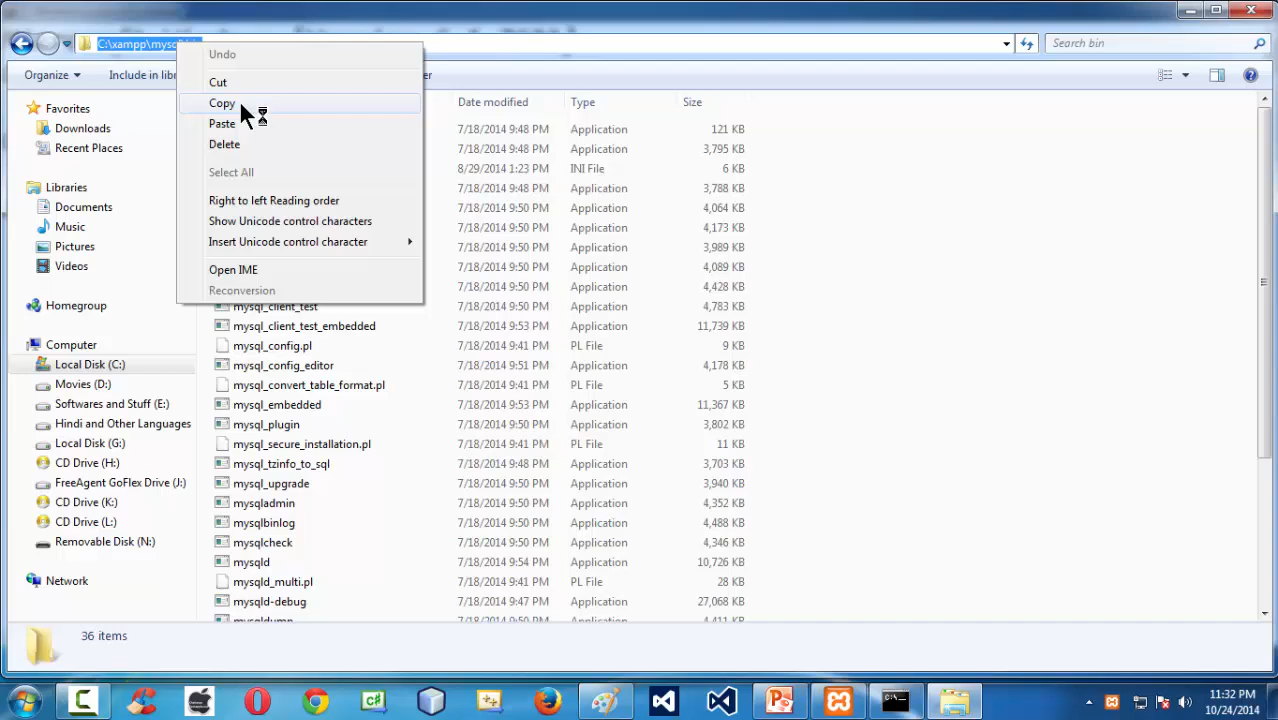 C:\xampp\mysql
Search bin
Organize
Include in libr
er
Undo
Cut
Copy
Paste
Delete
Select All
Right to left Reading order
Show Unicode control characters
Insert Unicode control character
Open IME
Reconversion
Favorites
Downloads
Recent Places
Libraries
Documents
Music
Pictures
Videos
Homegroup
Computer
Local Disk (C:)
Movies (D:)
Softwares and Stuff (E:)
Hindi and Other Languages
Local Disk (G:)
CD Drive (H:)
FreeAgent GoFlex Drive (J:)
CD Drive (K:)
CD Drive (L:)
Removable Disk (N:)
Network
Date modified Type Size
7/18/2014 9:48 PM Application 121 KB
7/18/2014 9:48 PM Application 3,795 KB
8/29/2014 1:23 PM INI File 6 KB
7/18/2014 9:48 PM Application 3,788 KB
7/18/2014 9:50 PM Application 4,064 KB
7/18/2014 9:50 PM Application 4,173 KB
7/18/2014 9:50 PM Application 3,989 KB
7/18/2014 9:50 PM Application 4,089 KB
7/18/2014 9:50 PM Application 4,428 KB
mysql_client_test 7/18/2014 9:50 PM Application 4,783 KB
mysql_client_test_embedded 7/18/2014 9:53 PM Application 11,739 KB
mysql_config.pl 7/18/2014 9:41 PM PL File 9 KB
mysql_config_editor 7/18/2014 9:51 PM Application 4,178 KB
mysql_convert_table_format.pl 7/18/2014 9:41 PM PL File 5 KB
mysql_embedded 7/18/2014 9:53 PM Application 11,367 KB
mysql_plugin 7/18/2014 9:50 PM Application 3,802 KB
mysql_secure_installation.pl 7/18/2014 9:41 PM PL File 11 KB
mysql_tzinfo_to_sql 7/18/2014 9:48 PM Application 3,703 KB
mysql_upgrade 7/18/2014 9:50 PM Application 3,940 KB
mysqladmin 7/18/2014 9:50 PM Application 4,352 KB
mysqlbinlog 7/18/2014 9:50 PM Application 4,488 KB
mysqlcheck 7/18/2014 9:50 PM Application 4,346 KB
mysqld 7/18/2014 9:54 PM Application 10,726 KB
mysqld_multi.pl 7/18/2014 9:41 PM PL File 28 KB
mysqld-debug 7/18/2014 9:47 PM Application 27,068 KB
mysqldump 7/18/2014 9:50 PM Application 4,411 KB
36 items
11:32 PM
10/24/2014